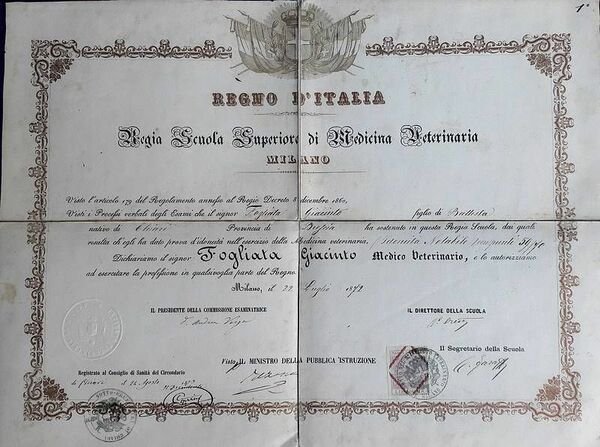 1º
REGNO D'ITALIA
Regia Scuola Superiore di Medicina Veterinaria
MILANO
Visto l'articolo 179 del Regolamento annesso al Regio Decreto 8 dicembre 1860,
Visti i Processi verbali degli Esami che il signor Fogliata Giacinto figlio di Battista
nativo di Chiari Provincia di Brescia ha sostenuto in questa Regia Scuola, dai quali
risulta ch'egli ha dato prova d'idoneità nell'esercizio della Medicina veterinaria,
Dichiariamo il signor Fogliata Giacinto Medico Veterinario, e lo autorizziamo
ad esercitare la professione in qualsivoglia parte del Regno.
Milano, il 22 Luglio 1872
IL PRESIDENTE DELLA COMMISSIONE ESAMINATRICE
IL DIRETTORE DELLA SCUOLA
Visto, IL MINISTRO DELLA PUBBLICA ISTRUZIONE
Il Segretario della Scuola
Registrato al Consiglio di Sanità del Circondario